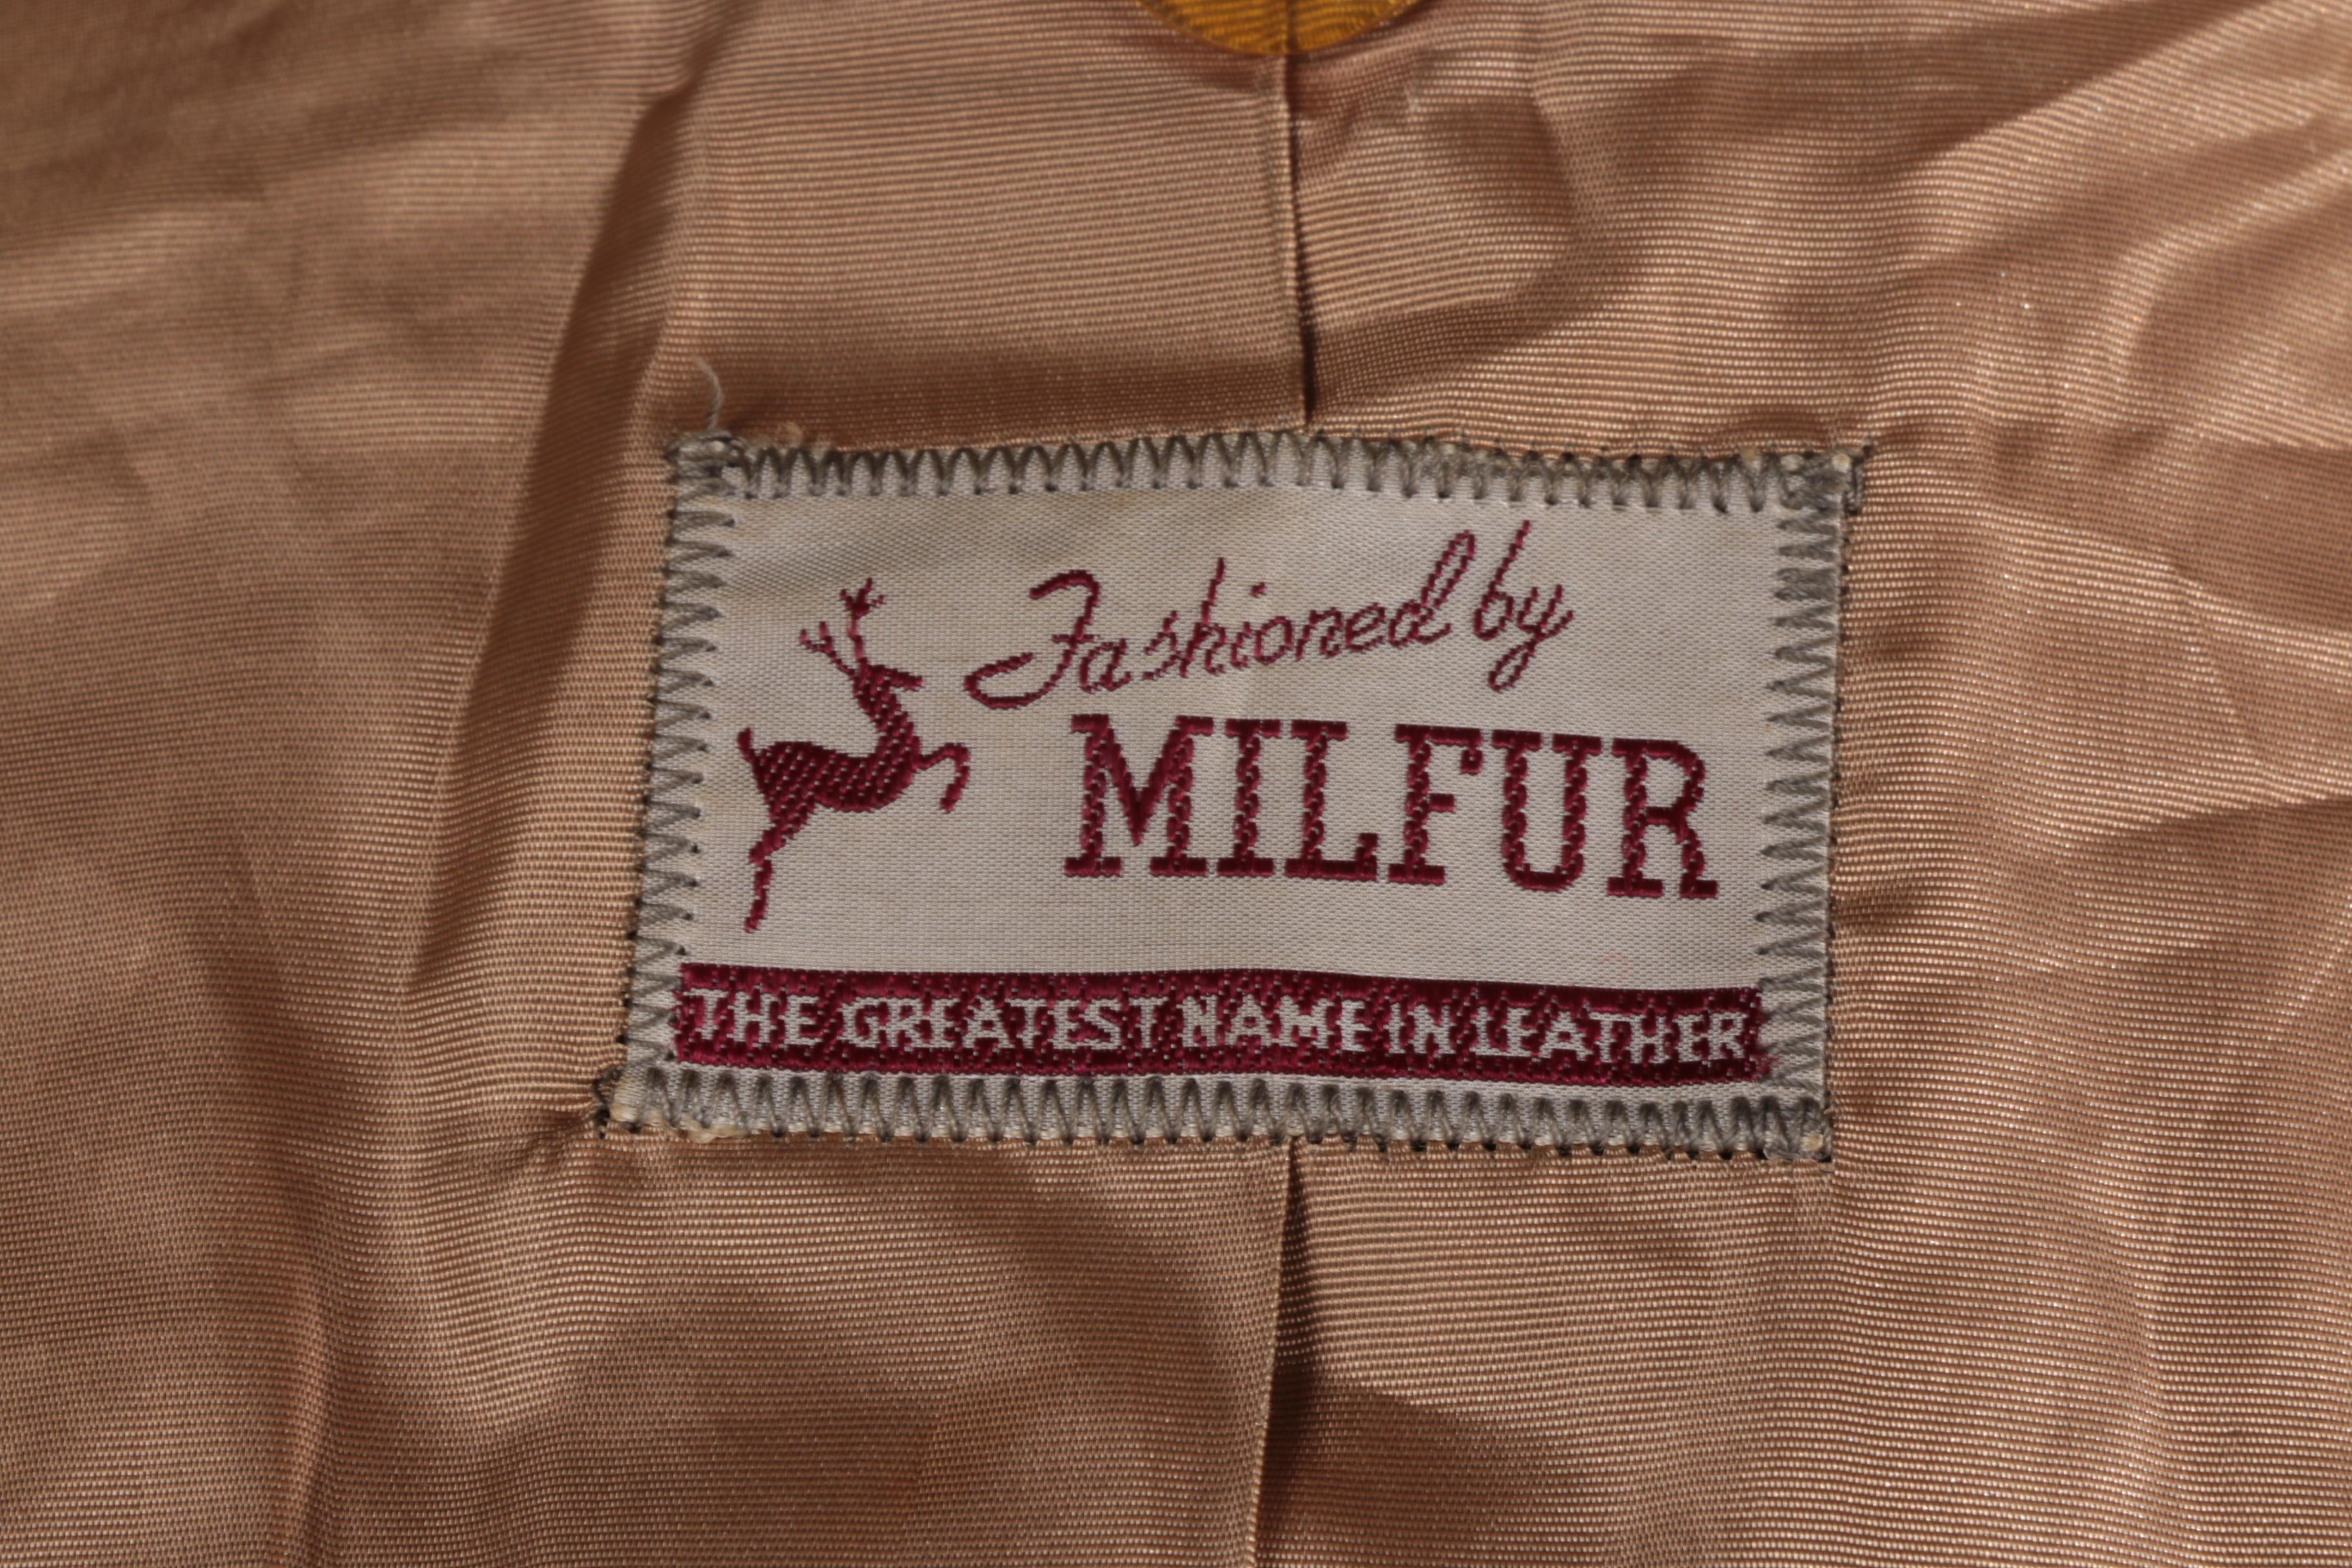 Fashioned by
MILFUR
THE GREATEST NAME IN LEATHER